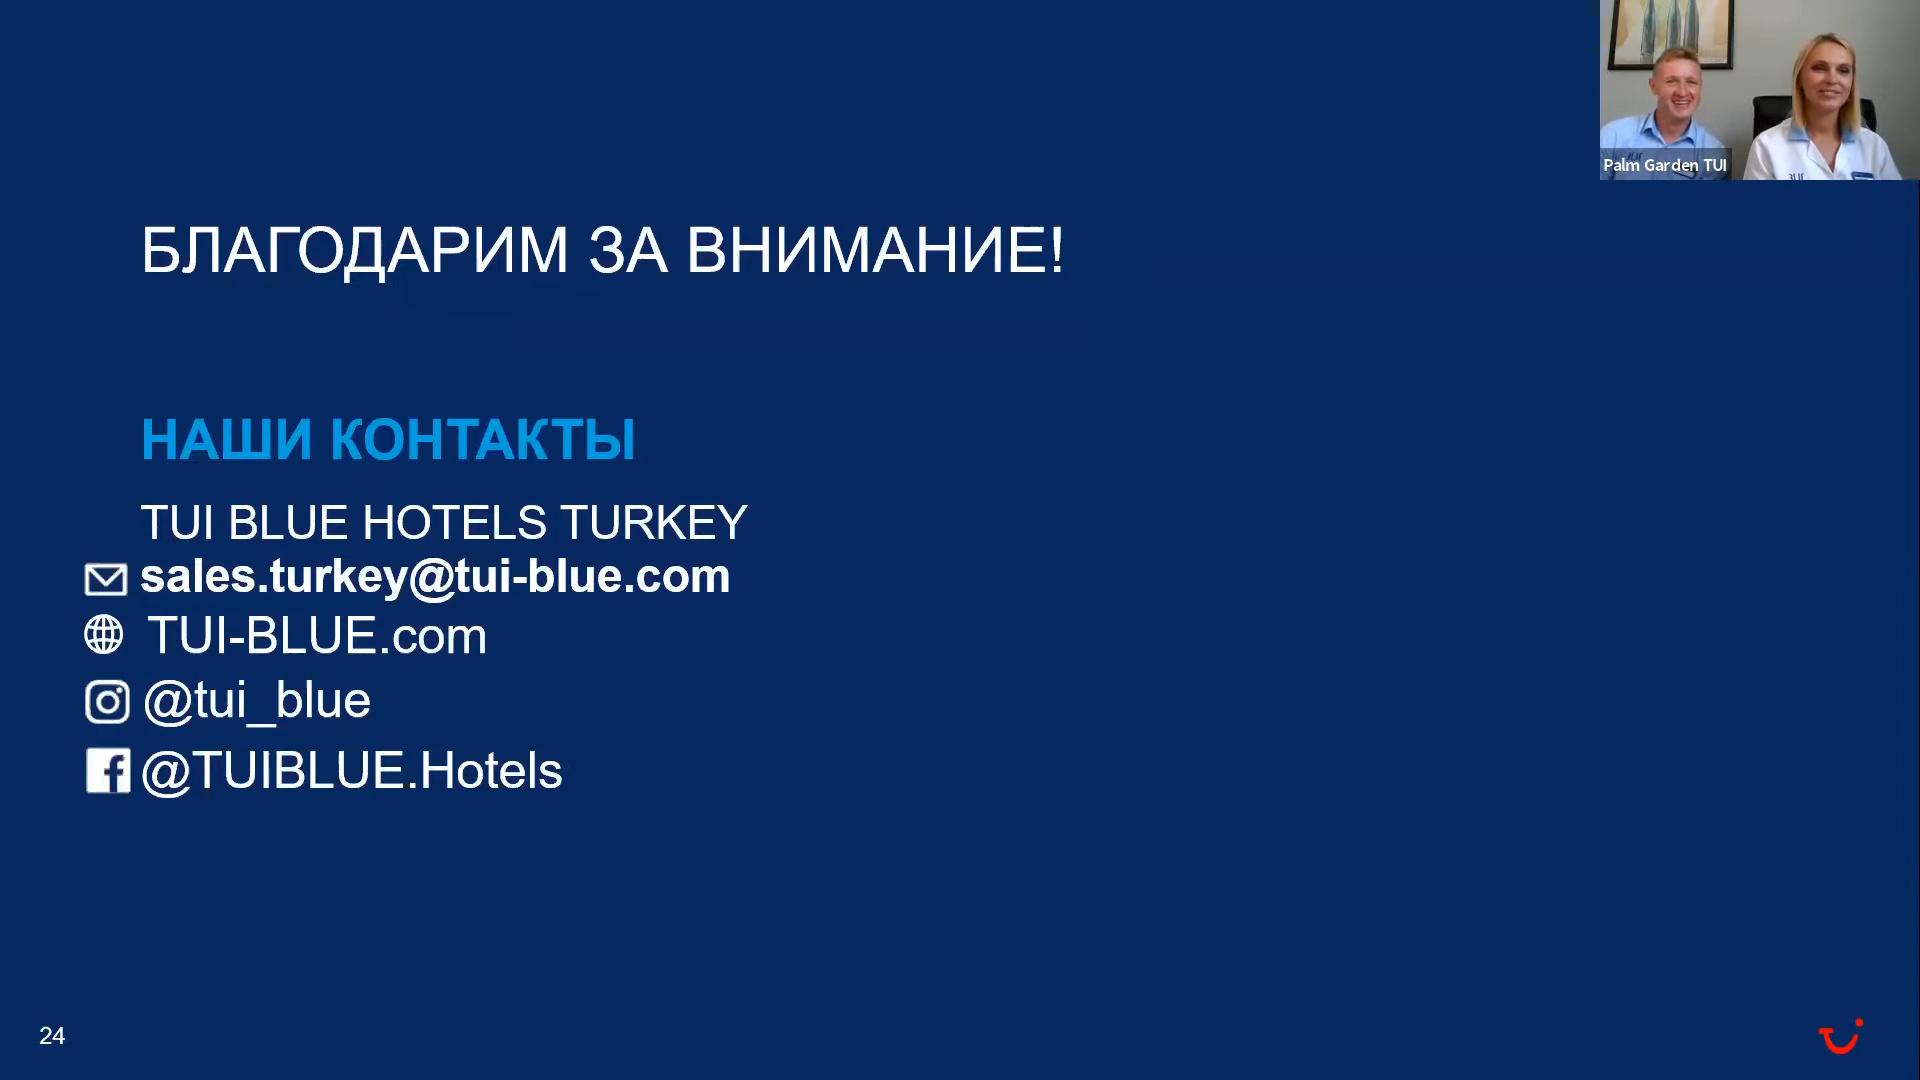 Palm Garden TUI
БЛАГОДАРИМ ЗА ВНИМАНИЕ!
НАШИ КОНТАКТЫ
TUI BLUE HOTELS TURKEY
sales.turkey@tui-blue.com
TUI-BLUE.com
@tui_blue
@TUIBLUE.Hotels
24